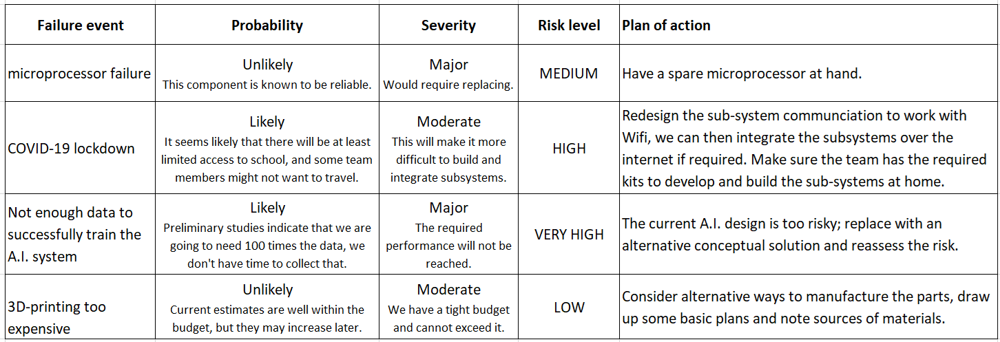 Failure event
Probability
Severity
Risk level
Plan of action
microprocessor failure
Unlikely
This component is known to be reliable.
Major
Would require replacing.
MEDIUM
Have a spare microprocessor at hand.
COVID-19 lockdown
Likely
It seems likely that there will be at least
limited access to school, and some team
members might not want to travel.
Moderate
This will make it more
difficult to build and
integrate subsystems.
HIGH
Redesign the sub-system communciation to work with
Wifi, we can then integrate the subsystems over the
internet if required. Make sure the team has the required
kits to develop and build the sub-systems at home.
Not enough data to
successfully train the
A.I. system
Likely
Preliminary studies indicate that we are
going to need 100 times the data, we
don't have time to collect that.
Major
The required
performance will not be
reached.
VERY HIGH
The current A.I. design is too risky; replace with an
alternative conceptual solution and reassess the risk.
3D-printing too
expensive
Unlikely
Current estimates are well within the
budget, but they may increase later.
Moderate
We have a tight budget
and cannot exceed it.
LOW
Consider alternative ways to manufacture the parts, draw
up some basic plans and note sources of materials.